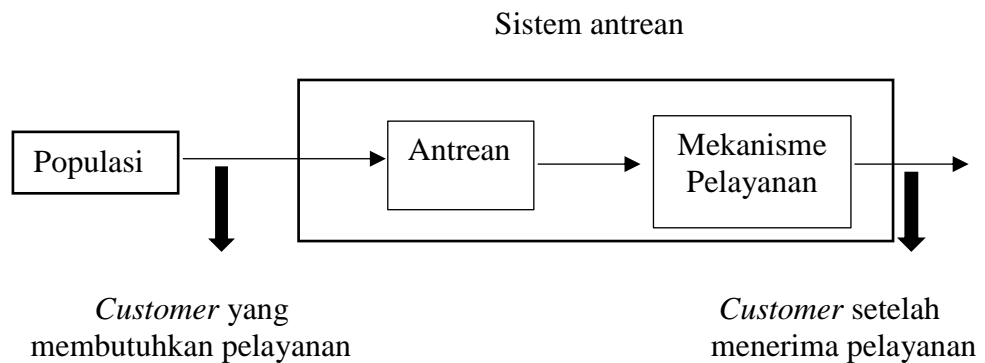 Sistem antrean
Populasi
Antrean
Mekanisme
Pelayanan
Customer yang
membutuhkan pelayanan
Customer setelah
menerima pelayanan